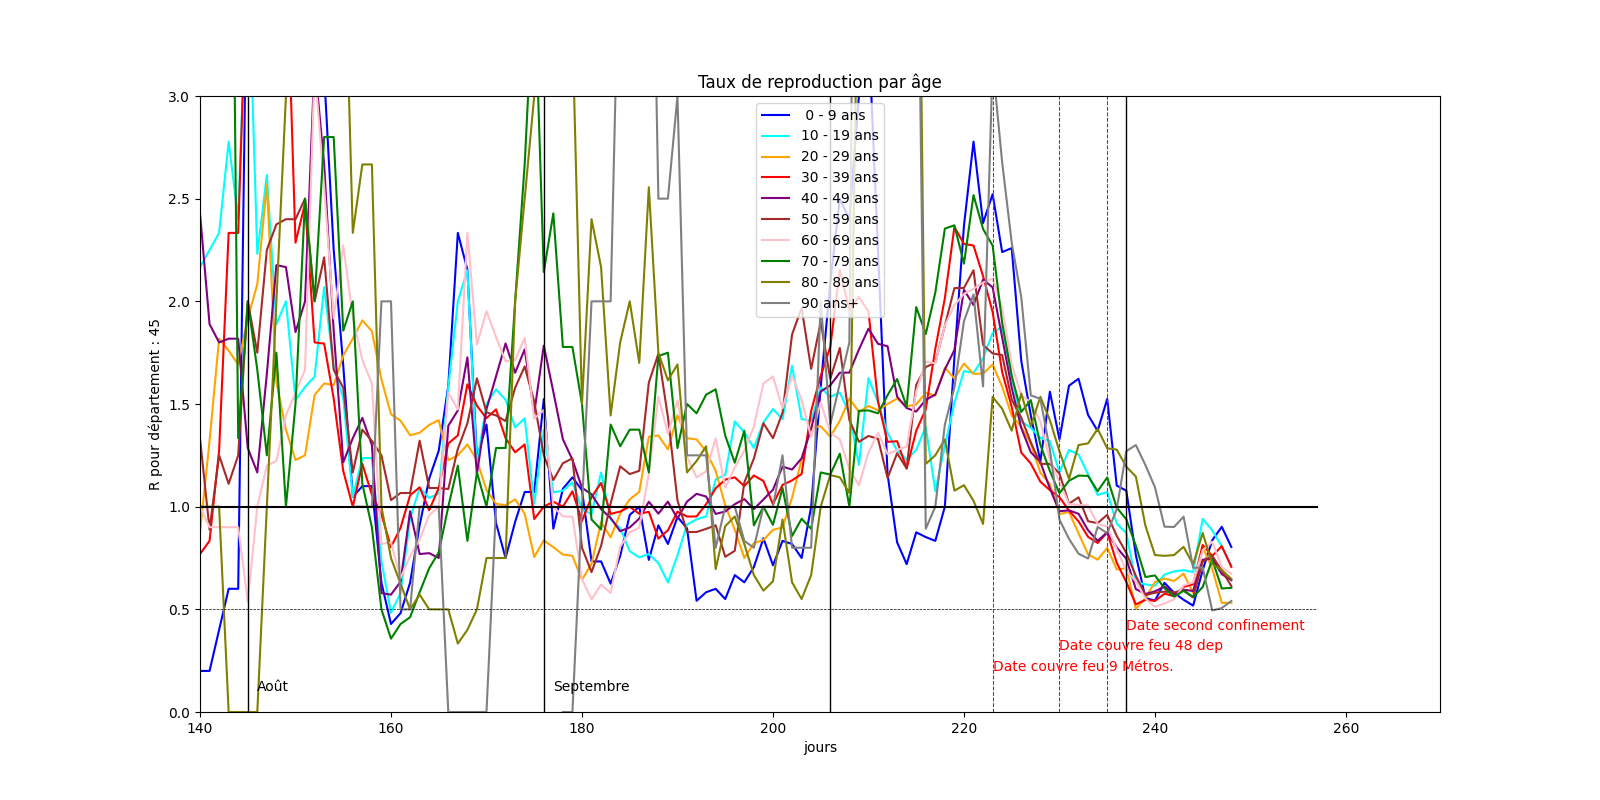 Taux de reproduction par âge
R pour département : 45
3.0
2.5
2.0
1.5
1.0
0.5
0.0
0 - 9 ans
10 - 19 ans
20 - 29 ans
30 - 39 ans
40 - 49 ans
50 - 59 ans
60 - 69 ans
70 - 79 ans
80 - 89 ans
90 ans+
Date second confinement
Date couvre feu 48 dep
Date couvre feu 9 Métros.
Août
Septembre
140
160
180
200
220
240
260
jours